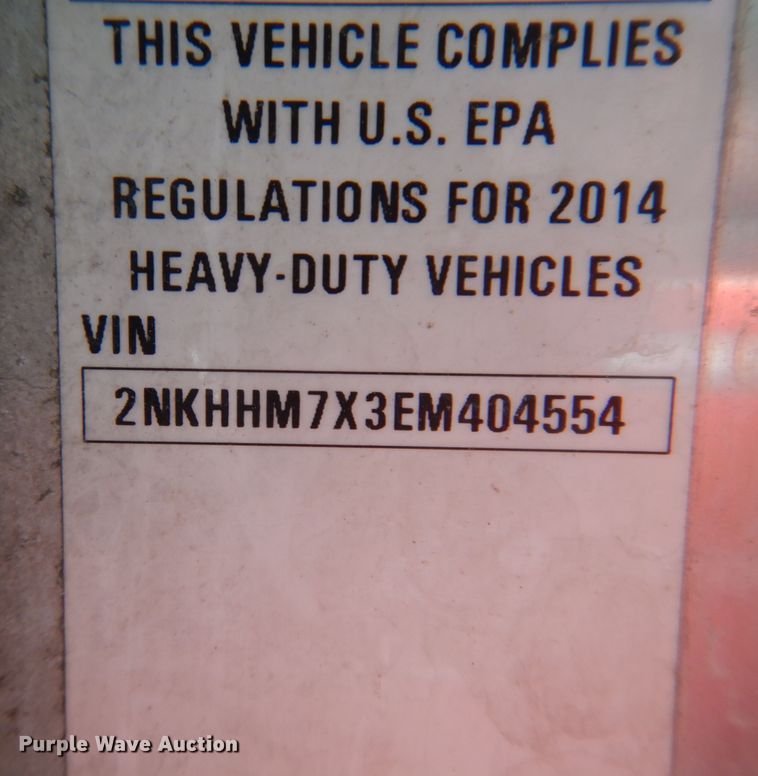 THIS VEHICLE COMPLIES
WITH U.S. EPA
REGULATIONS FOR 2014
HEAVY-DUTY VEHICLES
VIN
2NKHHM7X3EM404554
Purple Wave Auction